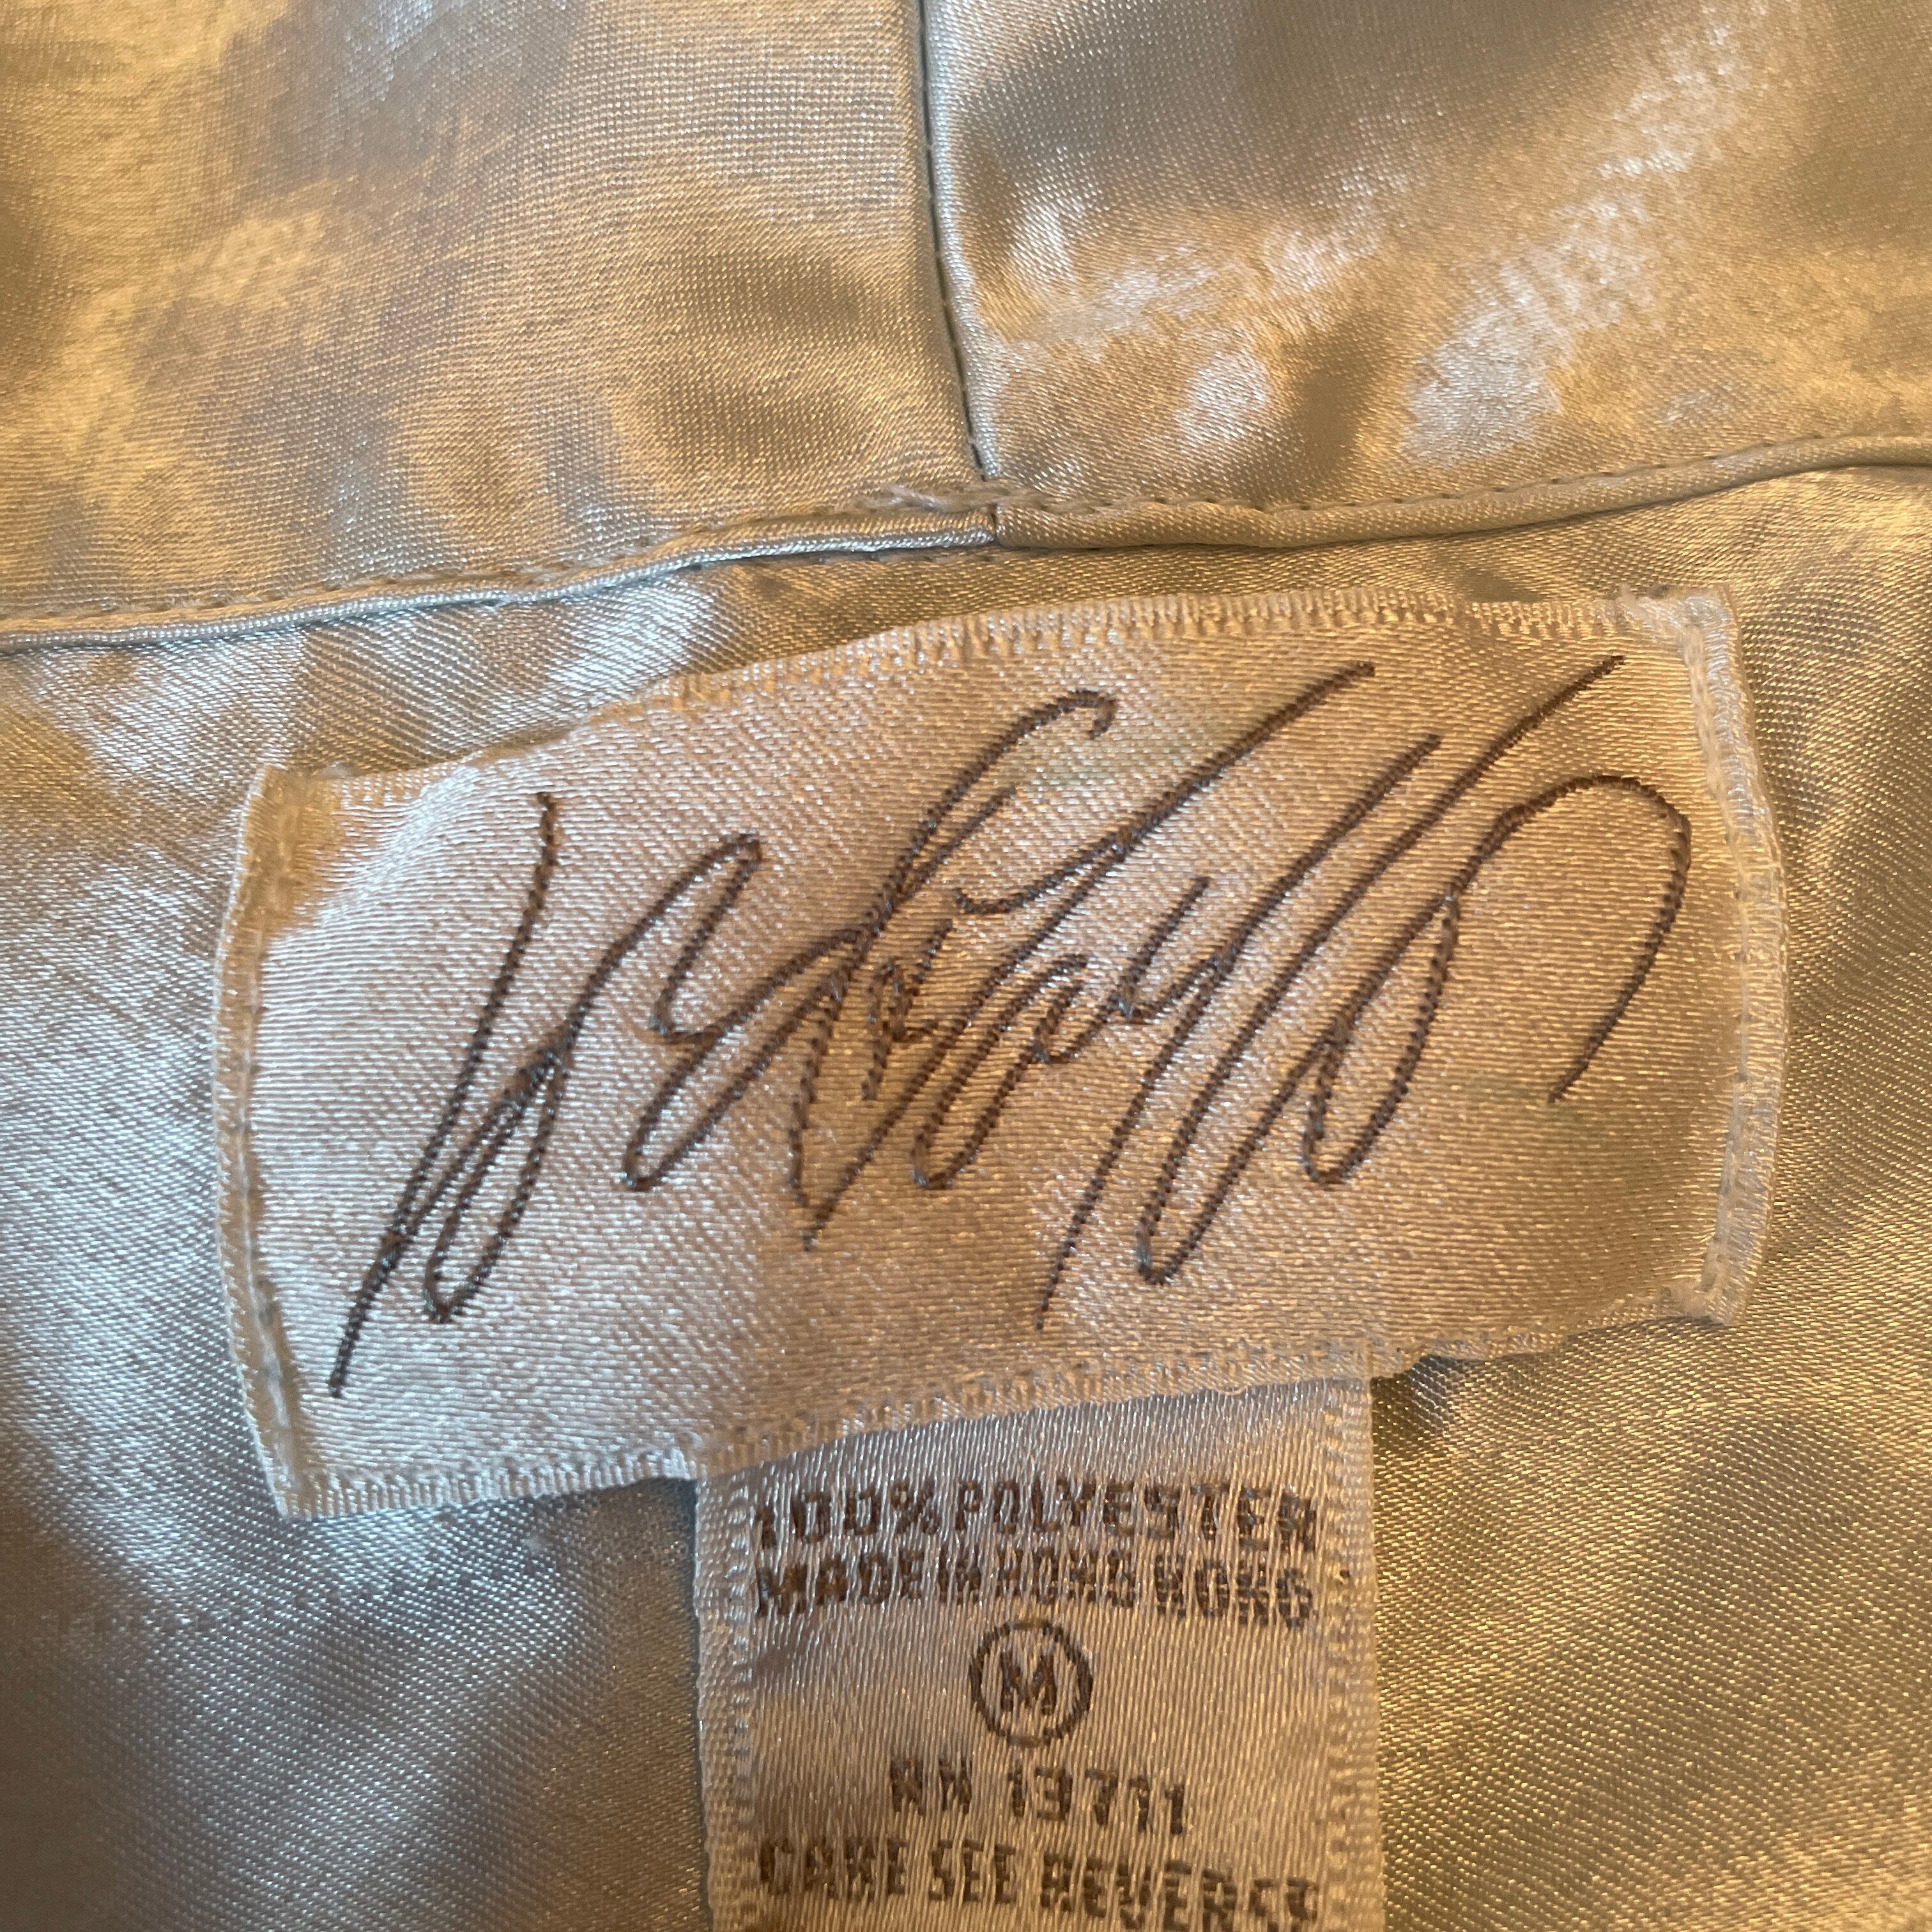 100% POLYESTER
MADE IN HONG KONG
M
RN 13711
CARE SEE REVERSE